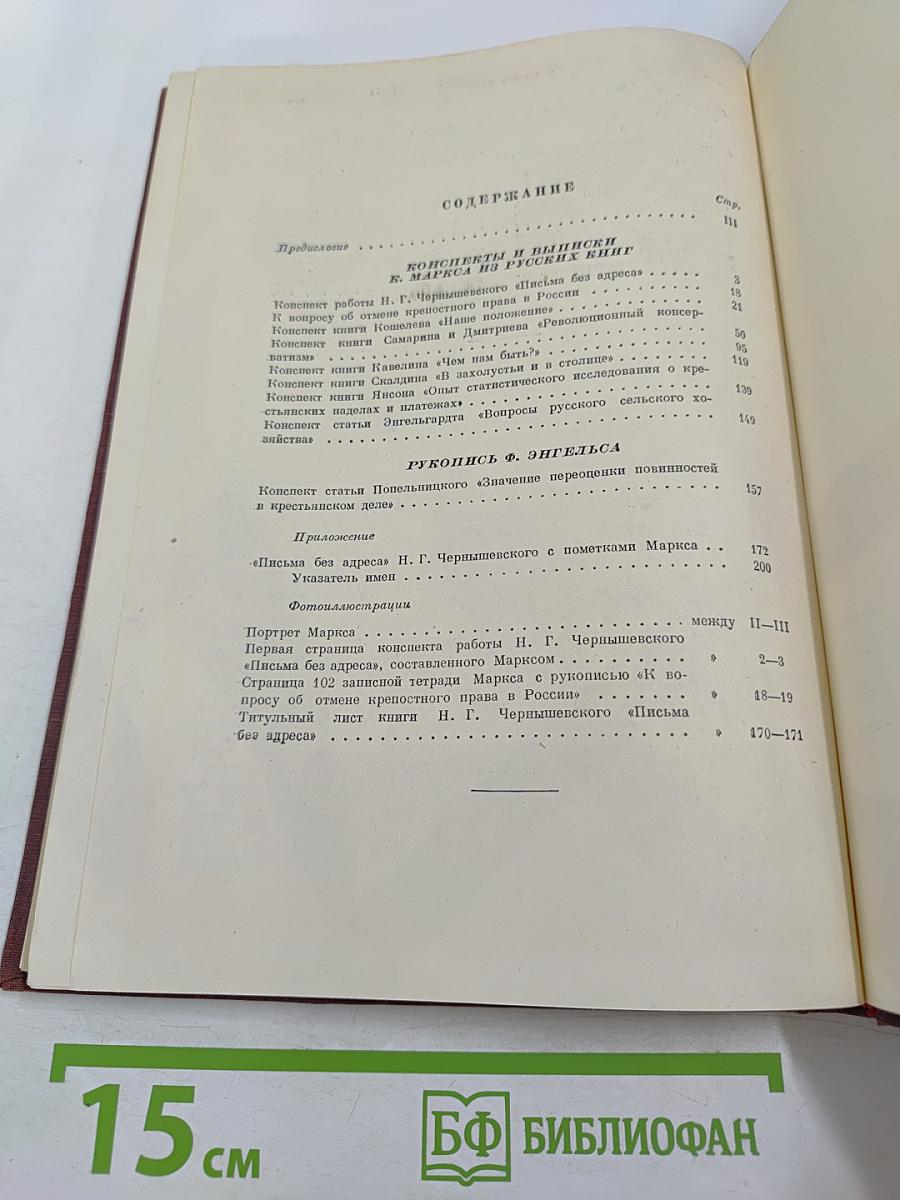 СОДЕРЖАНИЕ
Стр.
Предисловие . . . . . . . . . . . . . . . . . . . . . . . . . . . . III
КОНСПЕКТЫ И ВЫПИСКИ
К. МАРКСА ИЗ РУССКИХ КНИГ
Конспект работы Н. Г. Чернышевского «Письма без адреса» . . . . . 3
К вопросу об отмене крепостного права в России . . . . . . . . . 18
Конспект книги Кошелева «Наше положение» . . . . . . . . . . . 21
Конспект книги Самарина и Дмитриева «Революционный консер-
ватизм» . . . . . . . . . . . . . . . . . . . . . . . . . . . . 50
Конспект книги Кавелина «Чем нам быть?» . . . . . . . . . . . . 95
Конспект книги Скалдина «В захолустьи и в столице» . . . . . . . 119
Конспект книги Янсона «Опыт статистического исследования о кре-
стьянских наделах и платежах» . . . . . . . . . . . . . . . . . 139
Конспект статьи Энгельгардта «Вопросы русского сельского хо-
зяйства» . . . . . . . . . . . . . . . . . . . . . . . . . . . 149
РУКОПИСЬ Ф. ЭНГЕЛЬСА
Конспект статьи Попельницкого «Значение переоценки повинностей
в крестьянском деле» . . . . . . . . . . . . . . . . . . . . . . 157
Приложение
«Письма без адреса» Н. Г. Чернышевского с пометками Маркса . . 172
Указатель имен . . . . . . . . . . . . . . . . . . . . . . . . . 200
Фотоиллюстрации
Портрет Маркса . . . . . . . . . . . . . . . . . . . . . . между II—III
Первая страница конспекта работы Н. Г. Чернышевского
«Письма без адреса», составленного Марксом . . . . . . . . . . » 2—3
Страница 102 записной тетради Маркса с рукописью «К во-
просу об отмене крепостного права в России» . . . . . . . » 18—19
Титульный лист книги Н. Г. Чернышевского «Письма
без адреса» . . . . . . . . . . . . . . . . . . . . . . . . » 170—171
15 см
БФ БИБЛИОФАН